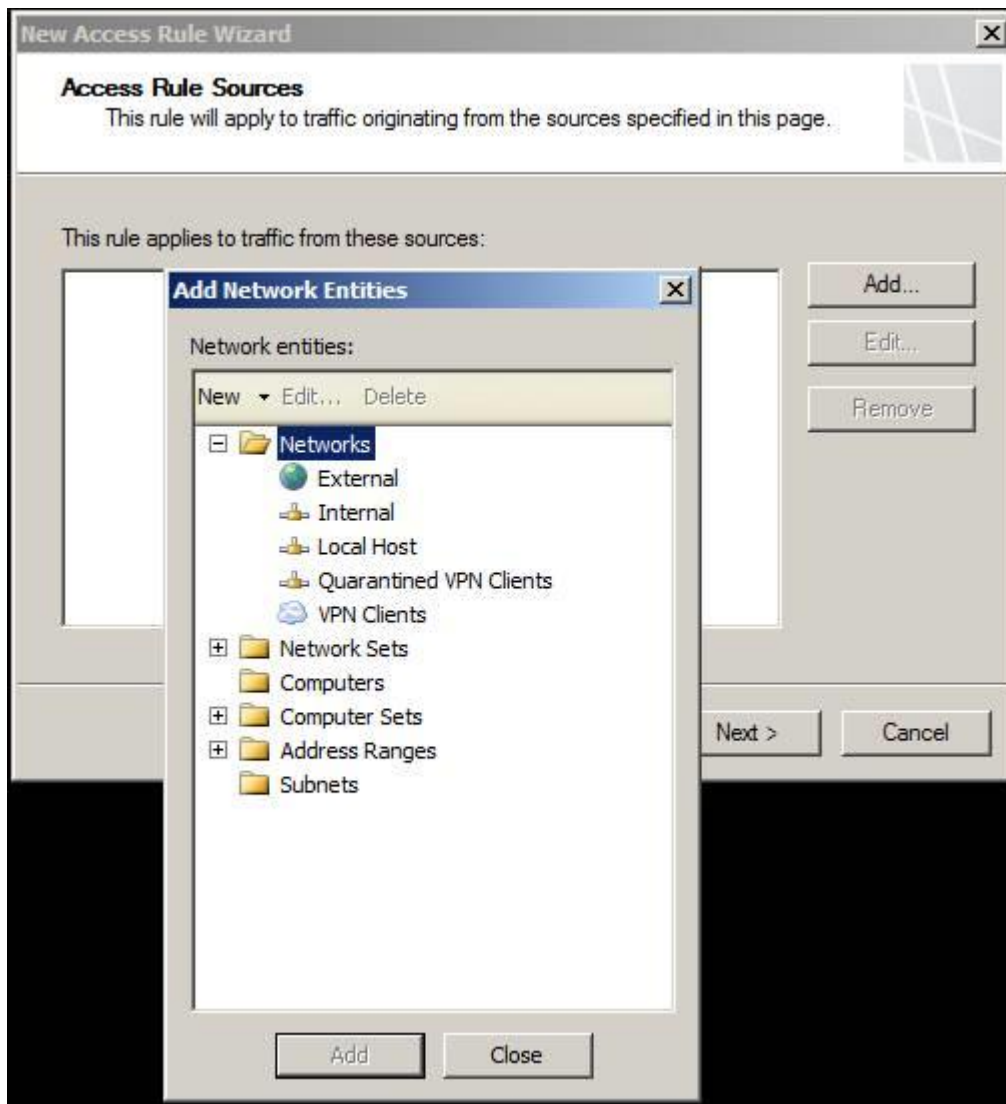 New Access Rule Wizard
Access Rule Sources
This rule will apply to traffic originating from the sources specified in this page.
This rule applies to traffic from these sources:
Add...
Edit...
Remove
Add Network Entities
Network entities:
New Edit... Delete
Networks
External
Internal
Local Host
Quarantined VPN Clients
VPN Clients
Network Sets
Computers
Computer Sets
Address Ranges
Subnets
Add
Close
Next >
Cancel